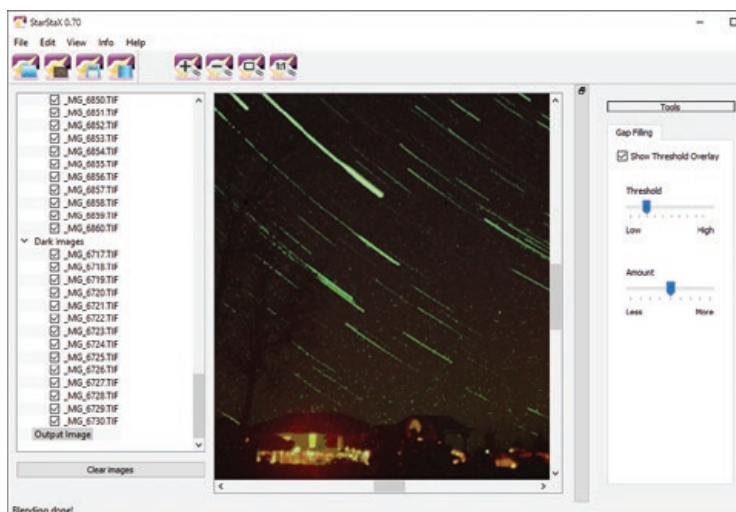 StarStaX 0.70
File Edit View Info Help
1:1
_MG_6850.TIF
_MG_6851.TIF
_MG_6852.TIF
_MG_6853.TIF
_MG_6854.TIF
_MG_6855.TIF
_MG_6856.TIF
_MG_6857.TIF
_MG_6858.TIF
_MG_6859.TIF
_MG_6860.TIF
Dark images
_MG_6717.TIF
_MG_6718.TIF
_MG_6719.TIF
_MG_6720.TIF
_MG_6721.TIF
_MG_6722.TIF
_MG_6723.TIF
_MG_6724.TIF
_MG_6725.TIF
_MG_6726.TIF
_MG_6727.TIF
_MG_6728.TIF
_MG_6729.TIF
_MG_6730.TIF
Output Image
Clear images
Blending done!
Tools
Gap Filling
Show Threshold Overlay
Threshold
Low High
Amount
Less More